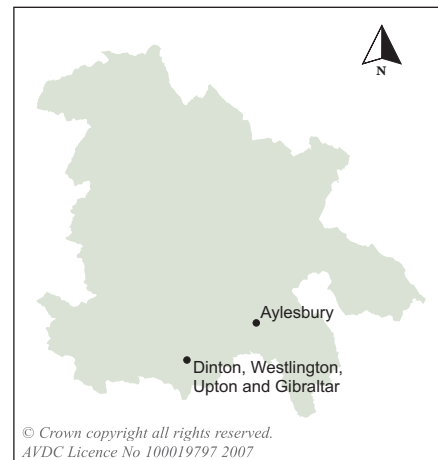 N
Aylesbury
Dinton, Westlington,
Upton and Gibraltar
© Crown copyright all rights reserved.
AVDC Licence No 100019797 2007